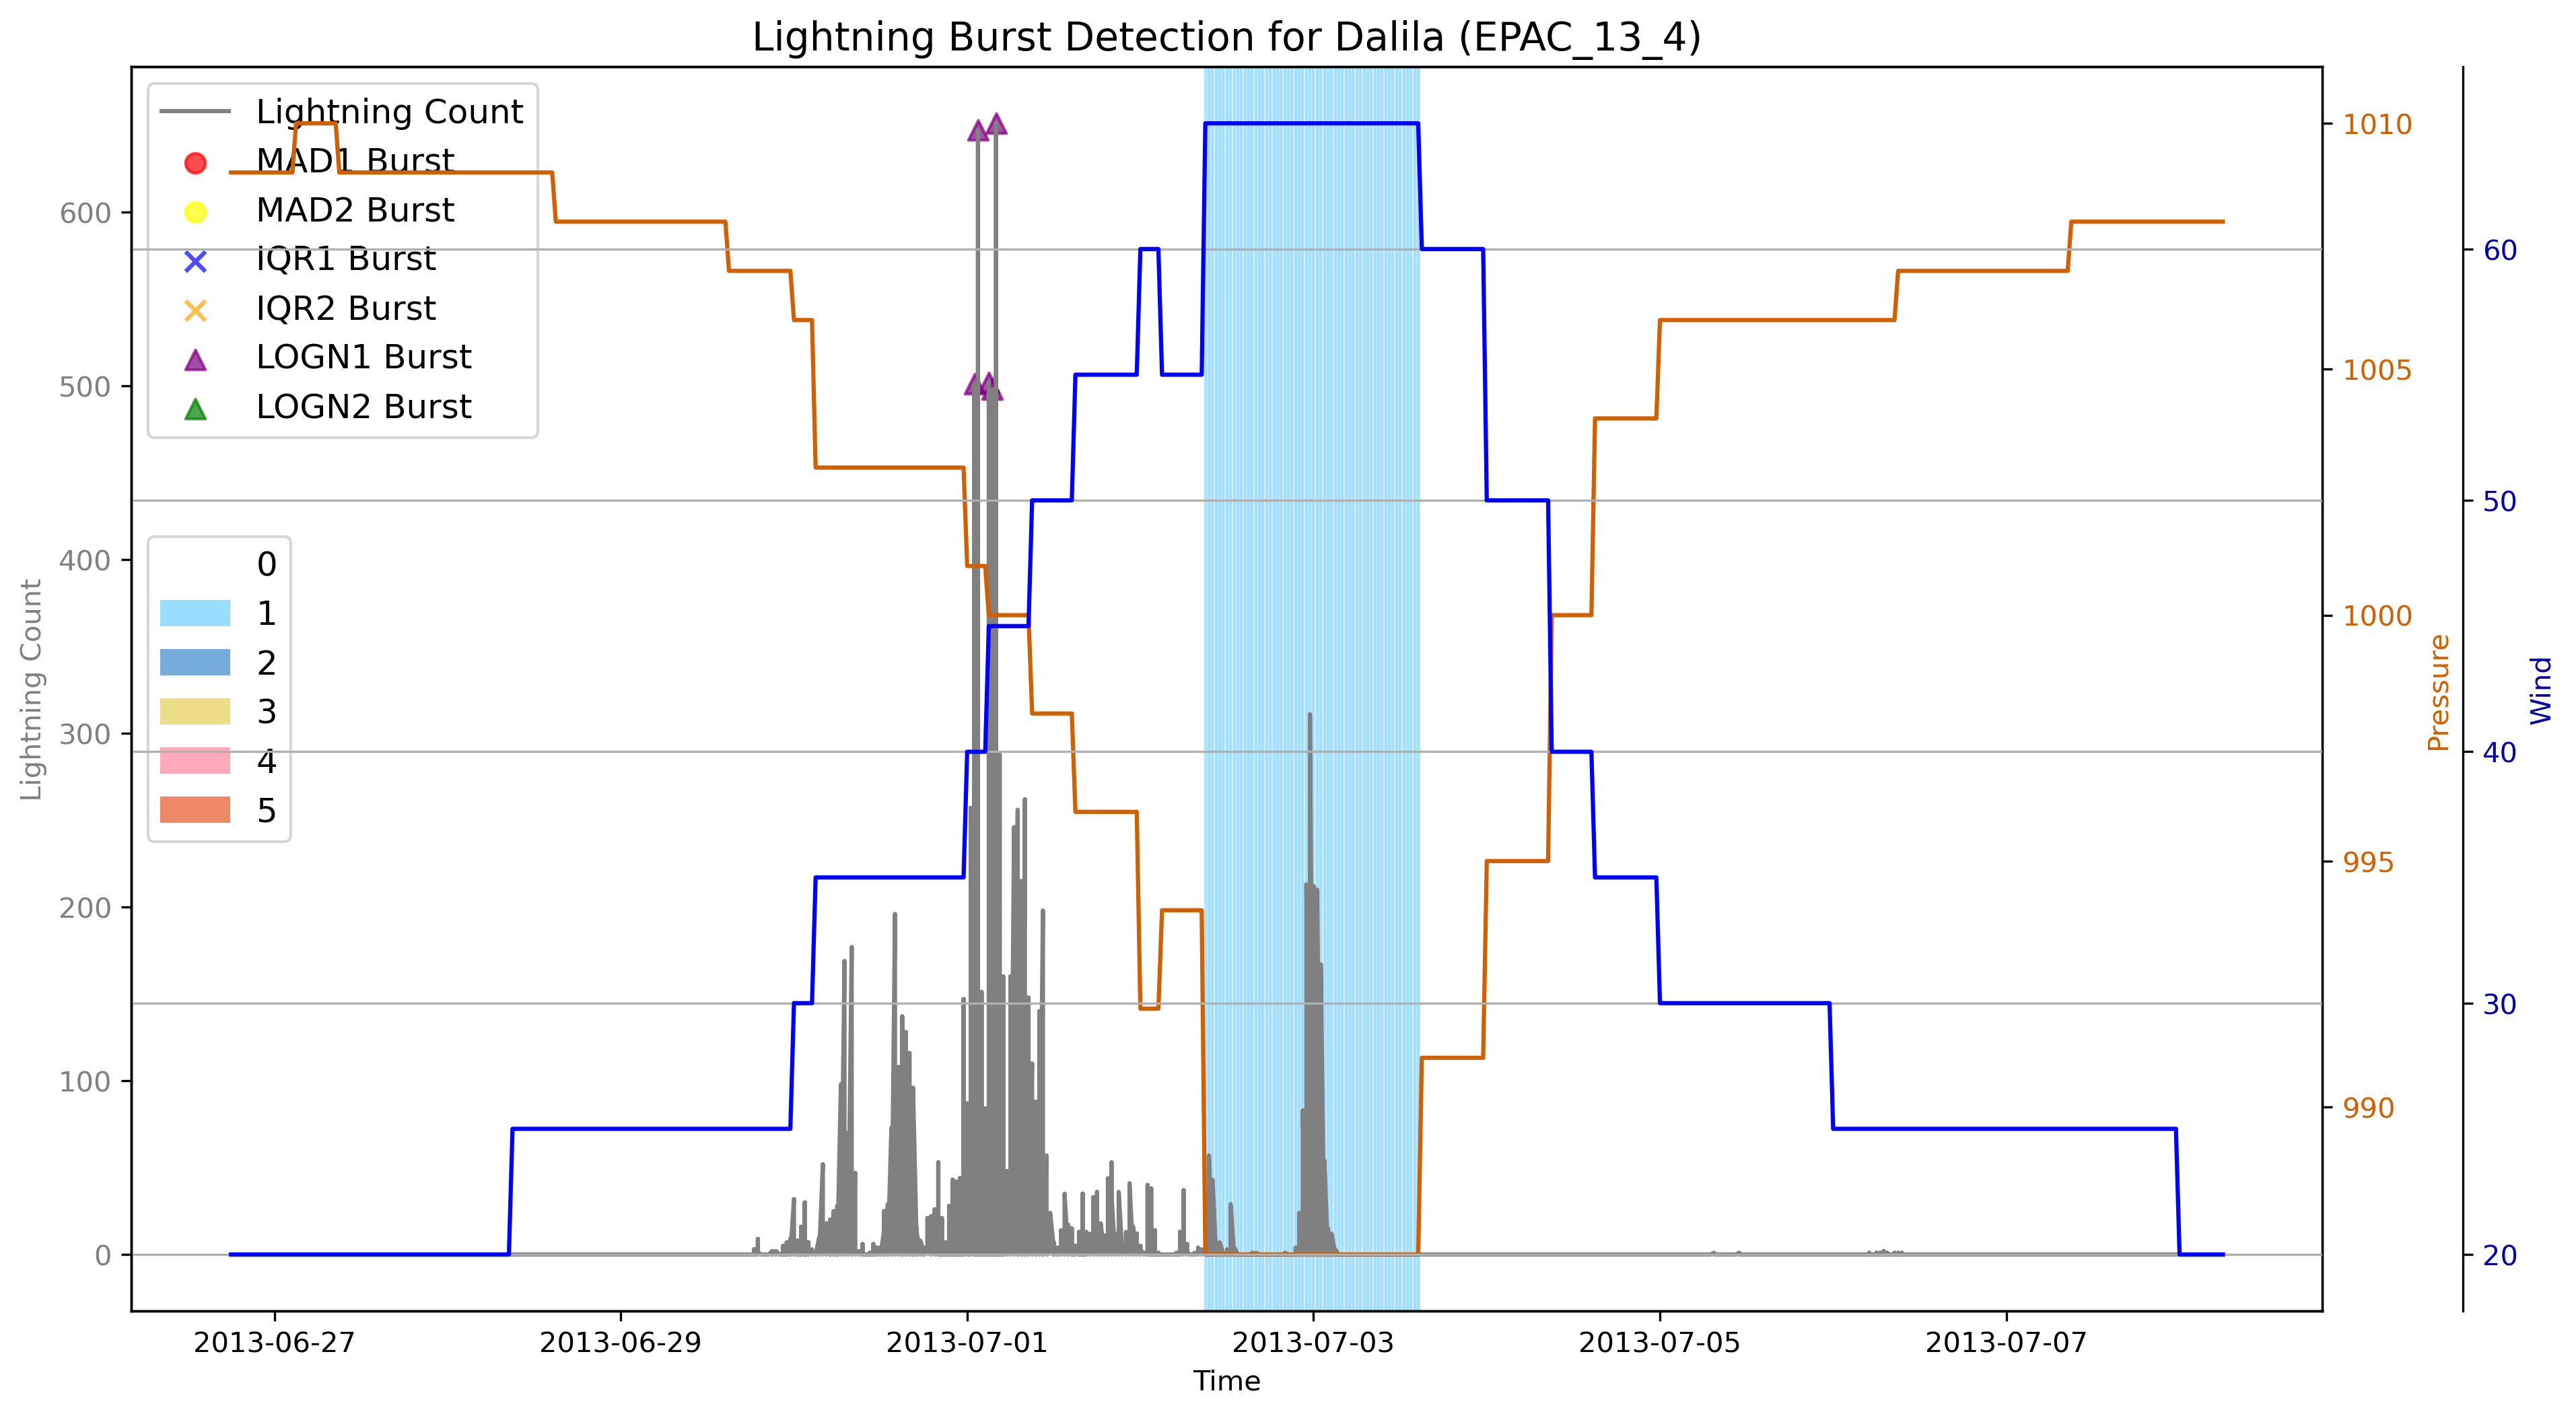 Lightning Burst Detection for Dalila (EPAC_13_4)
Lightning Count
MAD1 Burst
MAD2 Burst
IQR1 Burst
IQR2 Burst
LOGN1 Burst
LOGN2 Burst
0
1
2
3
4
5
600
500
400
300
200
100
0
Lightning Count
1010
1005
1000
995
990
Pressure
60
50
40
30
20
Wind
2013-06-27
2013-06-29
2013-07-01
2013-07-03
2013-07-05
2013-07-07
Time